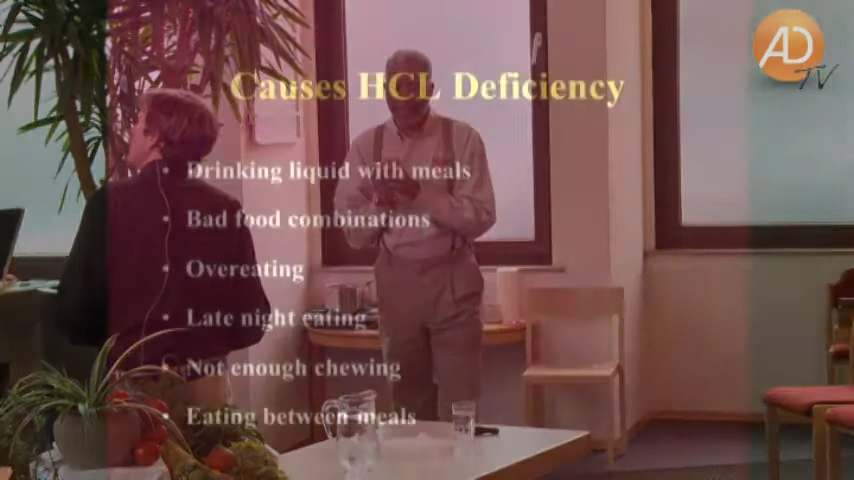 AD
TV
Causes HCL Deficiency
• Drinking liquid with meals
• Bad food combinations
• Overeating
• Late night eating
• Not enough chewing
• Eating between meals